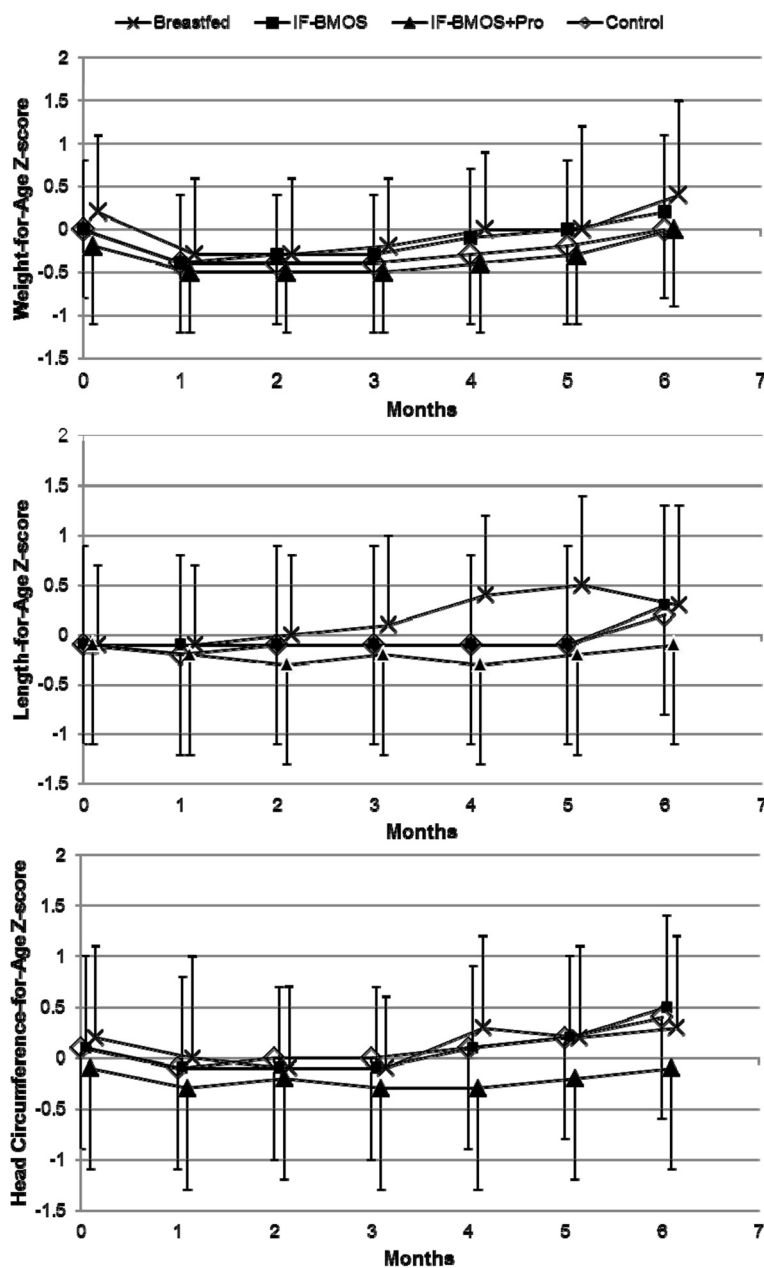 Breastfed IF-BMOS IF-BMOS+Pro Control
2
1.5
1
0.5
0
-0.5
-1
-1.5
Weight-for-Age Z-score
0 1 2 3 4 5 6 7
Months
2
1.5
1
0.5
0
-0.5
-1
-1.5
Length-for-Age Z-score
0 1 2 3 4 5 6 7
Months
2
1.5
1
0.5
0
-0.5
-1
-1.5
Head Circumference-for-Age Z-score
0 1 2 3 4 5 6 7
Months